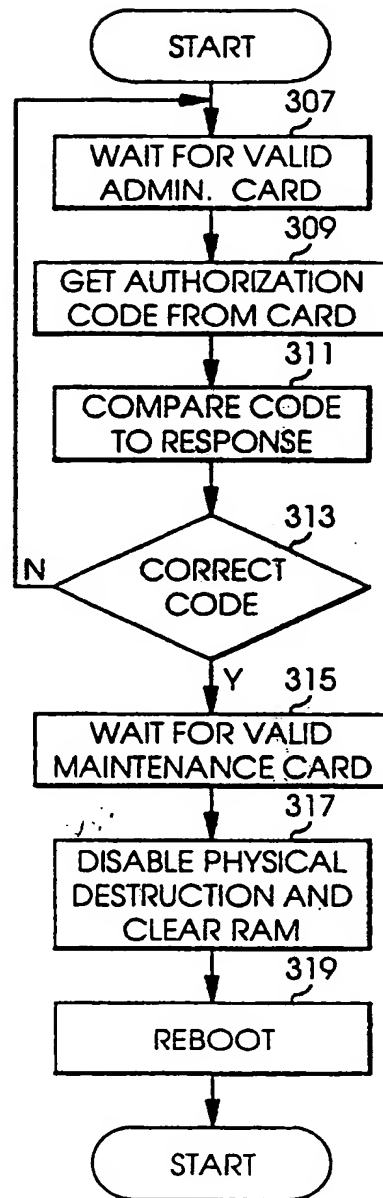 START
307
WAIT FOR VALID
ADMIN. CARD
309
GET AUTHORIZATION
CODE FROM CARD
311
COMPARE CODE
TO RESPONSE
313
CORRECT
CODE
N
Y
315
WAIT FOR VALID
MAINTENANCE CARD
317
DISABLE PHYSICAL
DESTRUCTION AND
CLEAR RAM
319
REBOOT
START